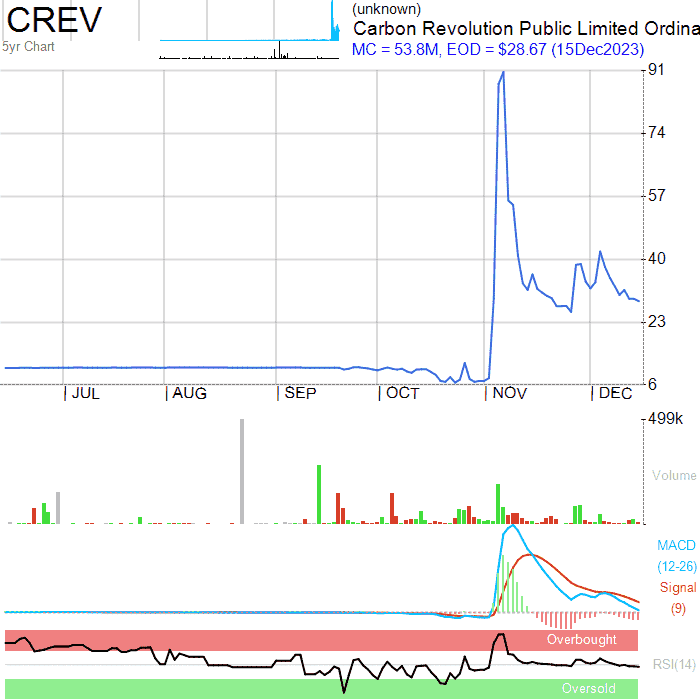 CREV
5yr Chart
(unknown)
Carbon Revolution Public Limited Ordina
MC = 53.8M, EOD = $28.67 (15Dec2023)
91
74
57
40
23
6
JUL AUG SEP OCT NOV DEC
499k
Volume
MACD
(12-26)
Signal
(9)
Overbought
RSI(14)
Oversold